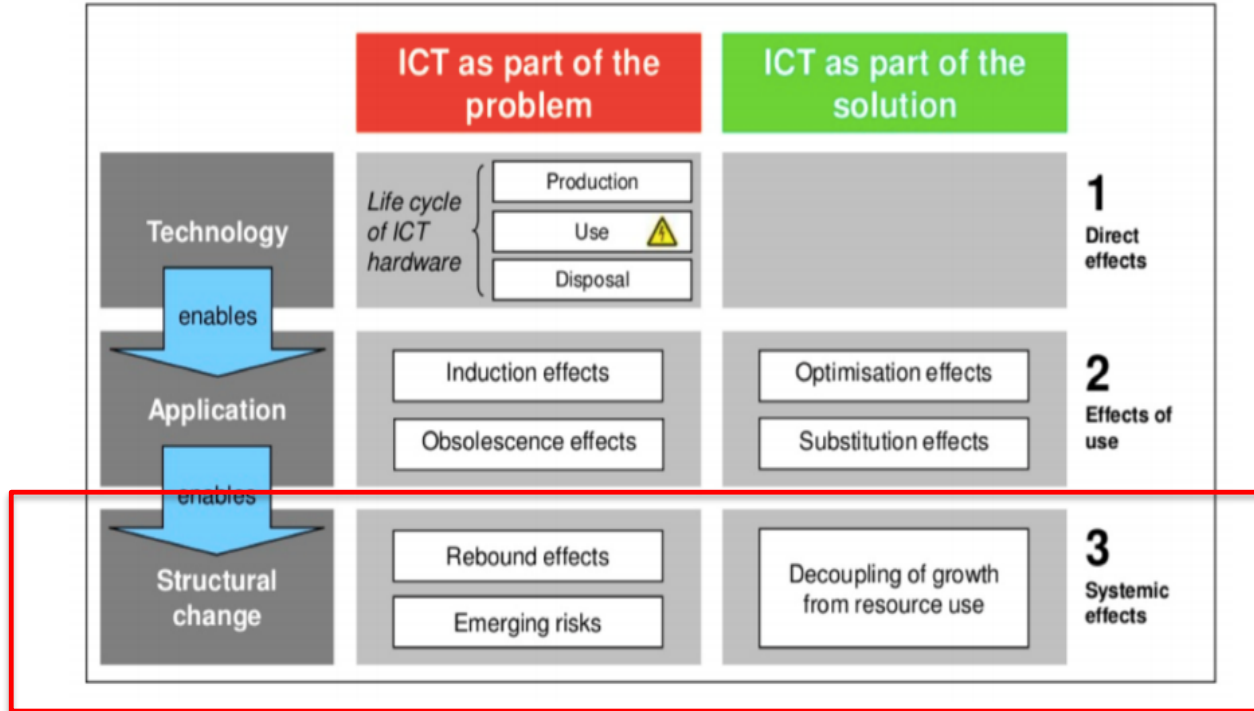 ICT as part of the
problem
ICT as part of the
solution
Technology
Life cycle
of ICT
hardware
Production
Use
Disposal
1
Direct
effects
enables
Application
Induction effects
Obsolescence effects
Optimisation effects
Substitution effects
2
Effects of
use
enables
Structural
change
Rebound effects
Emerging risks
Decoupling of growth
from resource use
3
Systemic
effects